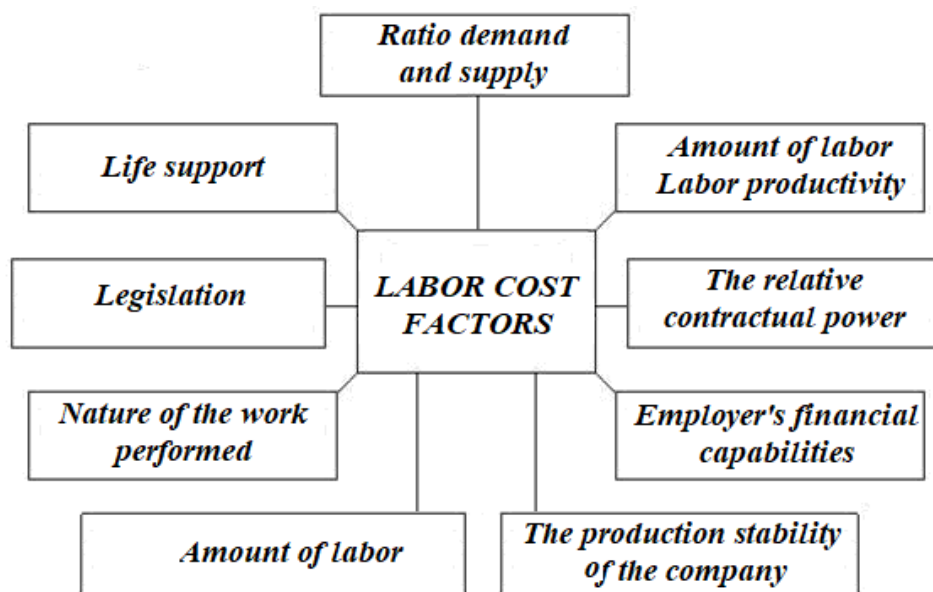 Ratio demand
and supply
Life support
Amount of labor
Labor productivity
LABOR COST
FACTORS
Legislation
The relative
contractual power
Nature of the work
performed
Employer's financial
capabilities
Amount of labor
The production stability
of the company